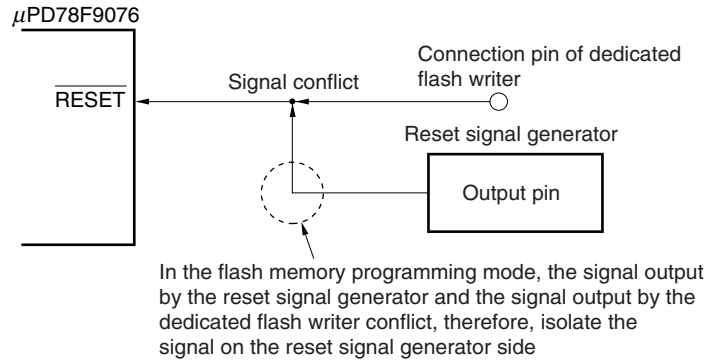 μPD78F9076
Connection pin of dedicated
flash writer
Signal conflict
RESET
Reset signal generator
Output pin
In the flash memory programming mode, the signal output
by the reset signal generator and the signal output by the
dedicated flash writer conflict, therefore, isolate the
signal on the reset signal generator side